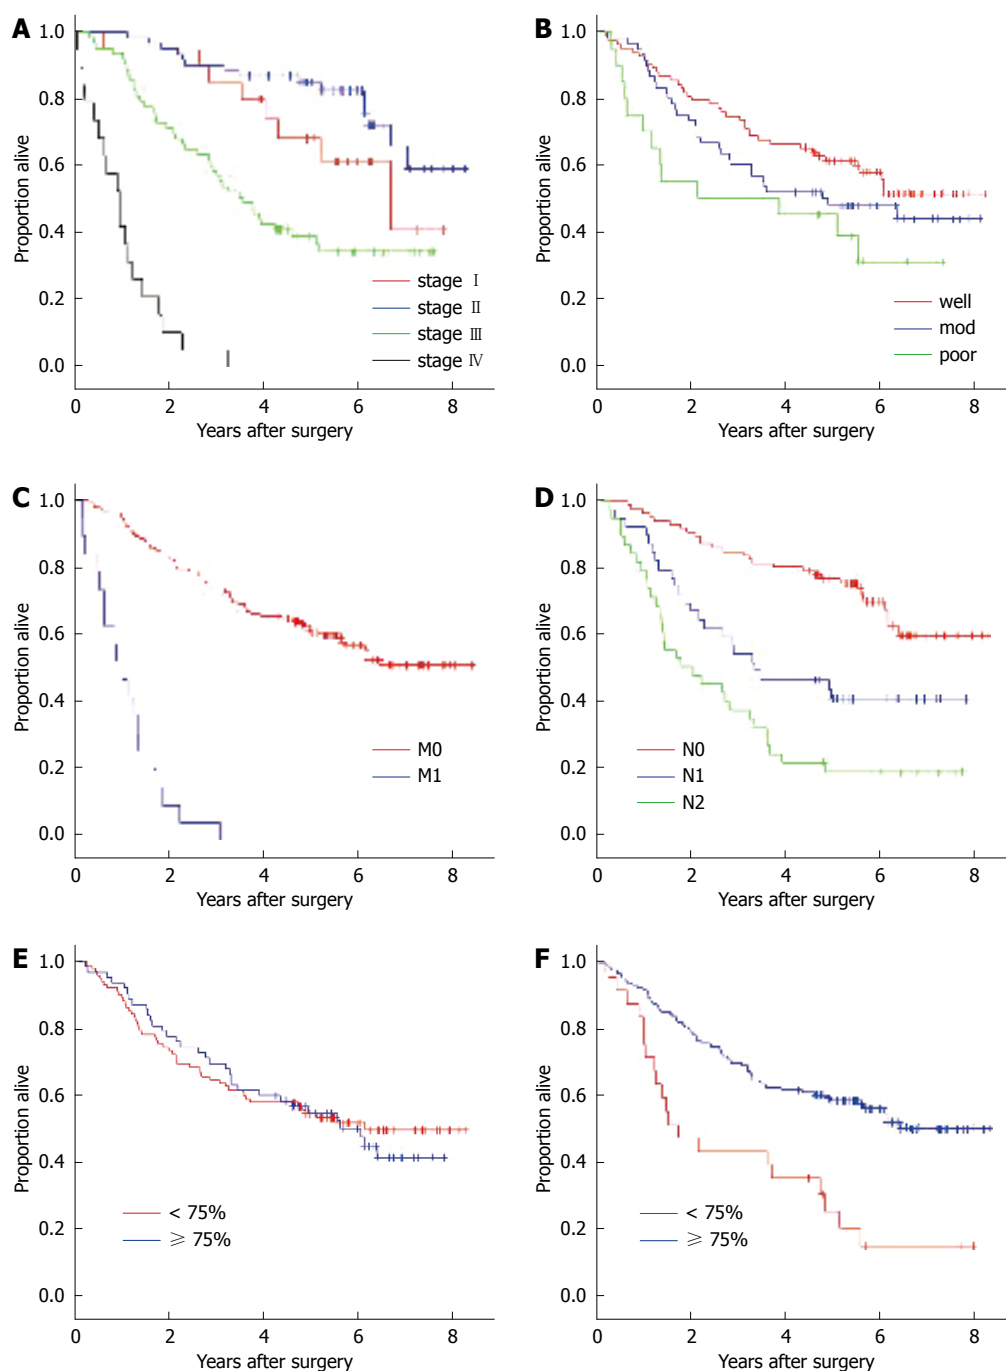 A
1.0
0.8
0.6
0.4
0.2
0.0
Proportion alive
stage Ⅰ
stage Ⅱ
stage Ⅲ
stage Ⅳ
0 2 4 6 8
Years after surgery
B
1.0
0.8
0.6
0.4
0.2
0.0
Proportion alive
well
mod
poor
0 2 4 6 8
Years after surgery
C
1.0
0.8
0.6
0.4
0.2
0.0
Proportion alive
M0
M1
0 2 4 6 8
Years after surgery
D
1.0
0.8
0.6
0.4
0.2
0.0
Proportion alive
N0
N1
N2
0 2 4 6 8
Years after surgery
E
1.0
0.8
0.6
0.4
0.2
0.0
Proportion alive
< 75%
≥ 75%
0 2 4 6 8
Years after surgery
F
1.0
0.8
0.6
0.4
0.2
0.0
Proportion alive
< 75%
≥ 75%
0 2 4 6 8
Years after surgery